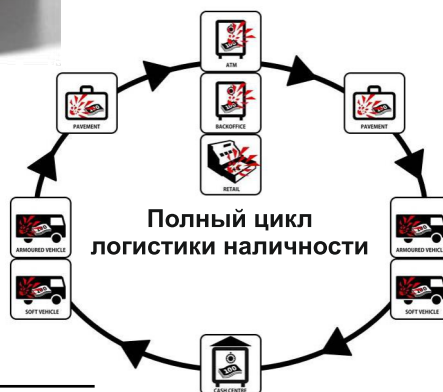 ATM
PAVEMENT
BACKOFFICE
PAVEMENT
RETAIL
Полный цикл
логистики наличности
ARMOURED VEHICLE
ARMOURED VEHICLE
SOFT VEHICLE
SOFT VEHICLE
CASH CENTRE